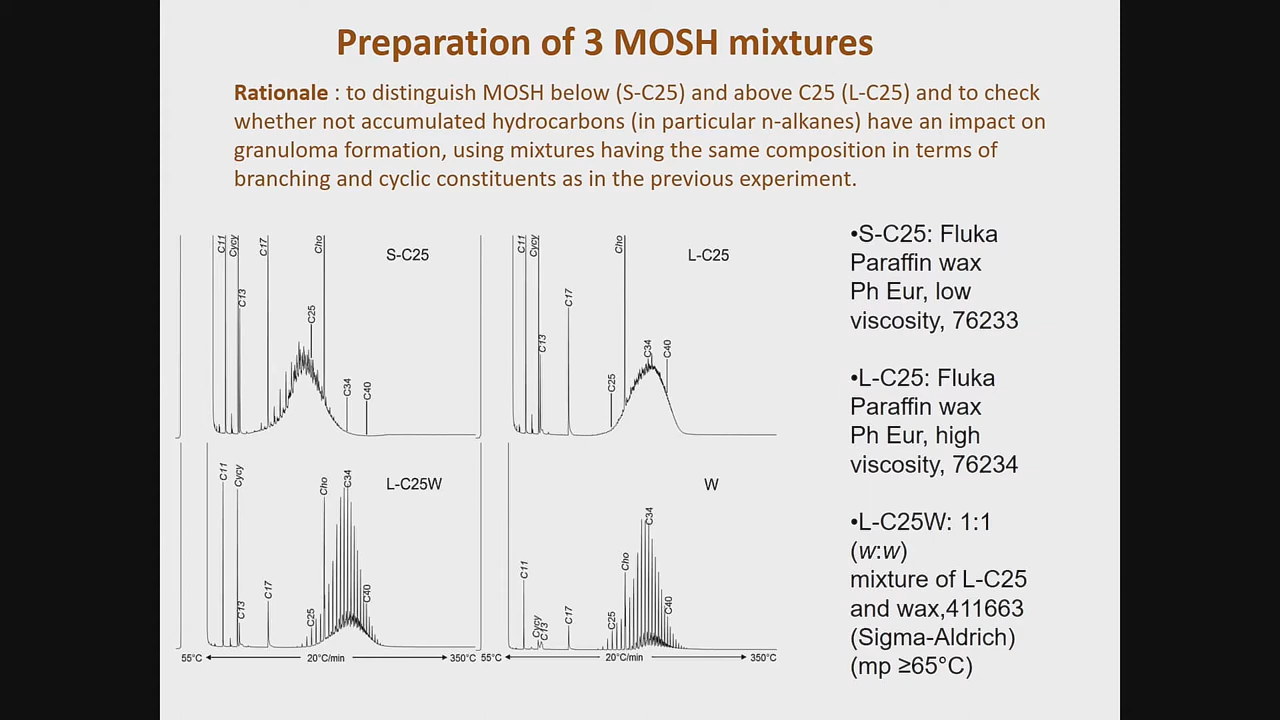 Preparation of 3 MOSH mixtures
Rationale : to distinguish MOSH below (S-C25) and above C25 (L-C25) and to check
whether not accumulated hydrocarbons (in particular n-alkanes) have an impact on
granuloma formation, using mixtures having the same composition in terms of
branching and cyclic constituents as in the previous experiment.
C11 Cycy C13 C17 Cho C25 C34 C40
S-C25
C11 Cycy C13 C17 C25 Cho C34 C40
L-C25
C11 Cycy C13 C17 C25 Cho C34 C40
L-C25W
C11 Cycy C13 C17 C25 Cho C34 C40
W
55°C 20°C/min 350°C 55°C 20°C/min 350°C
•S-C25: Fluka
Paraffin wax
Ph Eur, low
viscosity, 76233
•L-C25: Fluka
Paraffin wax
Ph Eur, high
viscosity, 76234
•L-C25W: 1:1
(w:w)
mixture of L-C25
and wax,411663
(Sigma-Aldrich)
(mp ≥65°C)